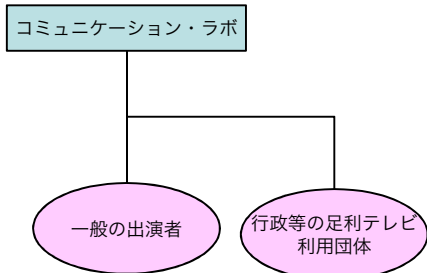 コミュニケーション・ラボ
一般の出演者
行政等の足利テレビ
利用団体